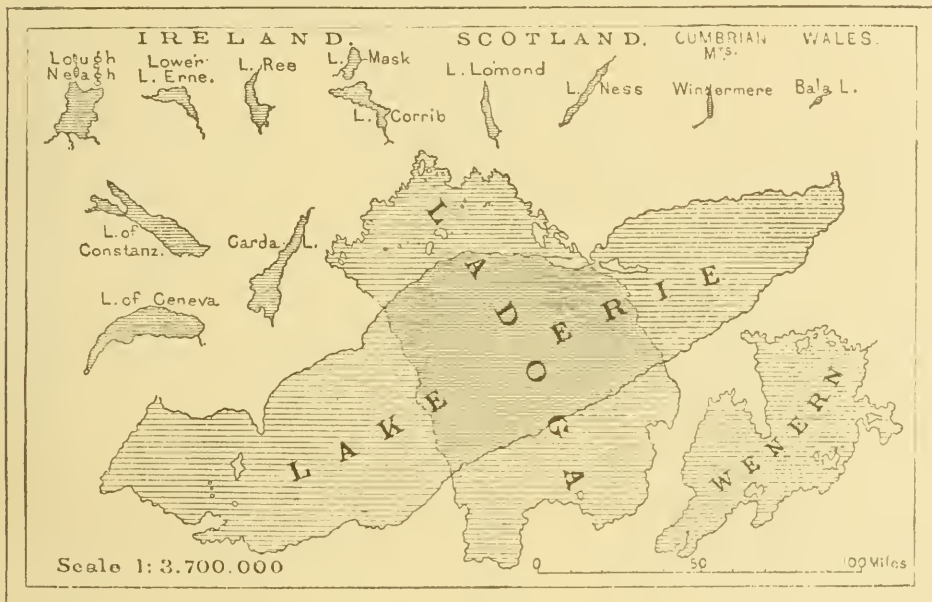 IRELAND.
SCOTLAND.
CUMBRIAN MTS.
WALES.
Lough Neagh
Lower L. Erne.
L. Ree
L. Mask
L. Corrib
L. Lomond
L. Ness
Windermere
Bala L.
L. of Constanz.
Garda L.
L. of Geneva
LADOGA
LAKE ERIE
WENERN
Scale 1:3.700.000
0 50 100 Miles